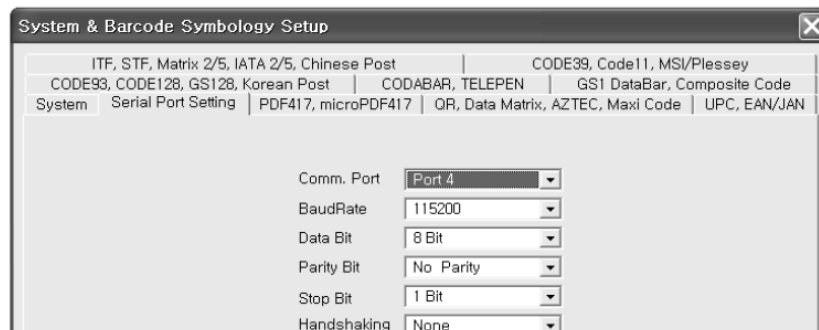 System & Barcode Symbology Setup
ITF, STF, Matrix 2/5, IATA 2/5, Chinese Post
CODE39, Code11, MSI/Plessey
CODE93, CODE128, GS128, Korean Post
CODABAR, TELEPEN
GS1 DataBar, Composite Code
System
Serial Port Setting
PDF417, microPDF417
QR, Data Matrix, AZTEC, Maxi Code
UPC, EAN/JAN
Comm. Port Port 4
BaudRate 115200
Data Bit 8 Bit
Parity Bit No Parity
Stop Bit 1 Bit
Handshaking None